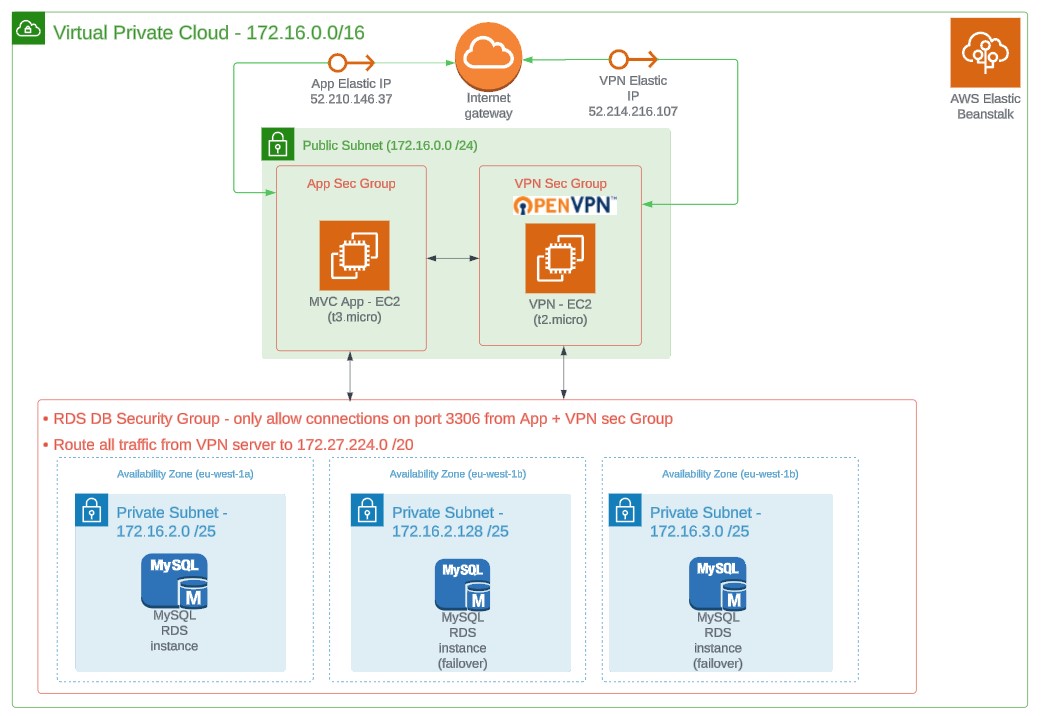 Virtual Private Cloud - 172.16.0.0/16
App Elastic IP
52.210.146.37
Internet
gateway
VPN Elastic
IP
52.214.216.107
AWS Elastic
Beanstalk
Public Subnet (172.16.0.0 /24)
App Sec Group
VPN Sec Group
OPENVPN™
MVC App - EC2
(t3.micro)
VPN - EC2
(t2.micro)
• RDS DB Security Group - only allow connections on port 3306 from App + VPN sec Group
• Route all traffic from VPN server to 172.27.224.0 /20
Availability Zone (eu-west-1a)
Private Subnet -
172.16.2.0 /25
MySQL
M
MySQL
RDS
instance
Availability Zone (eu-west-1b)
Private Subnet -
172.16.2.128 /25
MySQL
M
MySQL
RDS
instance
(failover)
Availability Zone (eu-west-1b)
Private Subnet -
172.16.3.0 /25
MySQL
M
MySQL
RDS
instance
(failover)